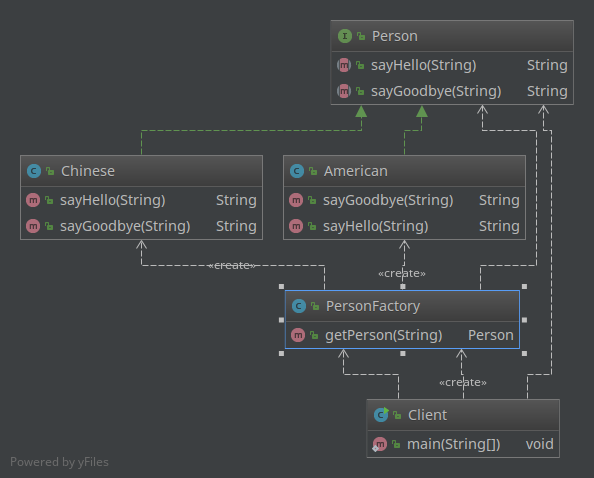 Person
sayHello(String) String
sayGoodbye(String) String
Chinese
sayHello(String) String
sayGoodbye(String) String
American
sayGoodbye(String) String
sayHello(String) String
«create»
«create»
PersonFactory
getPerson(String) Person
«create»
Client
main(String[]) void
Powered by yFiles